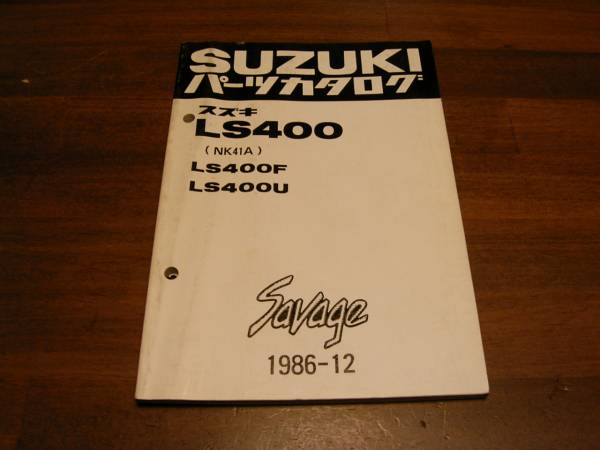 SUZUKI
パーツカタログ
スズキ
LS400
(NK41A)
LS400F
LS400U
Savage
1986-12